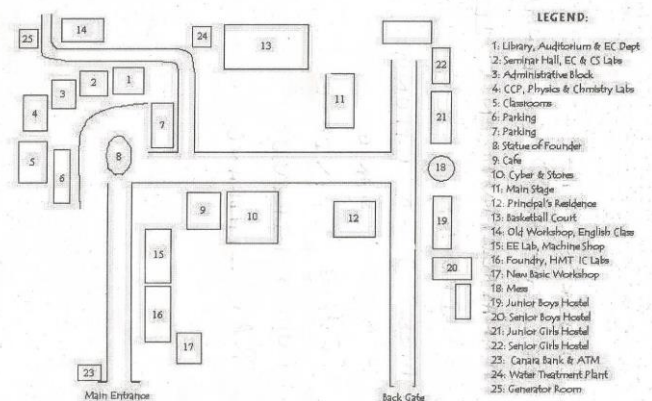 25
14
24
13
22
3
2
1
4
7
11
21
5
6
8
18
9
10
12
19
15
20
16
17
23
Main Entrance
Back Gate
LEGEND:
1: Library, Auditorium & EC Dept
2: Seminar Hall, EC & CS Labs
3: Administrative Block
4: CCP, Physics & Chmistry Labs
5: Classrooms
6: Parking
7: Parking
8: Statue of Founder
9: Cafe
10: Cyber & Stores
11: Main Stage
12: Principal's Residence
13: Basketball Court
14: Old Workshop, English Class
15: EE Lab, Machine Shop
16: Foundry, HMT IC Labs
17: New Basic Workshop
18: Mess
19: Junior Boys Hostel
20: Senior Boys Hostel
21: Junior Girls Hostel
22: Senior Girls Hostel
23: Canara Bank & ATM
24: Water Treatment Plant
25: Generator Room